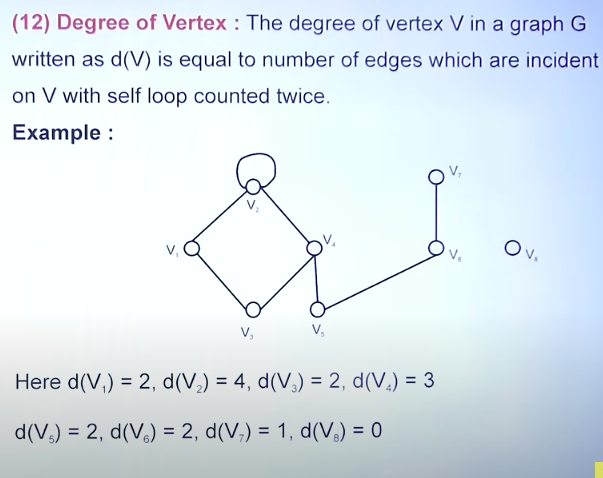 (12) Degree of Vertex : The degree of vertex V in a graph G
written as d(V) is equal to number of edges which are incident
on V with self loop counted twice.
Example :
V₇
V₂
V₁
V₄
V₆
V₈
V₃
V₅
Here d(V₁) = 2, d(V₂) = 4, d(V₃) = 2, d(V₄) = 3
d(V₅) = 2, d(V₆) = 2, d(V₇) = 1, d(V₈) = 0